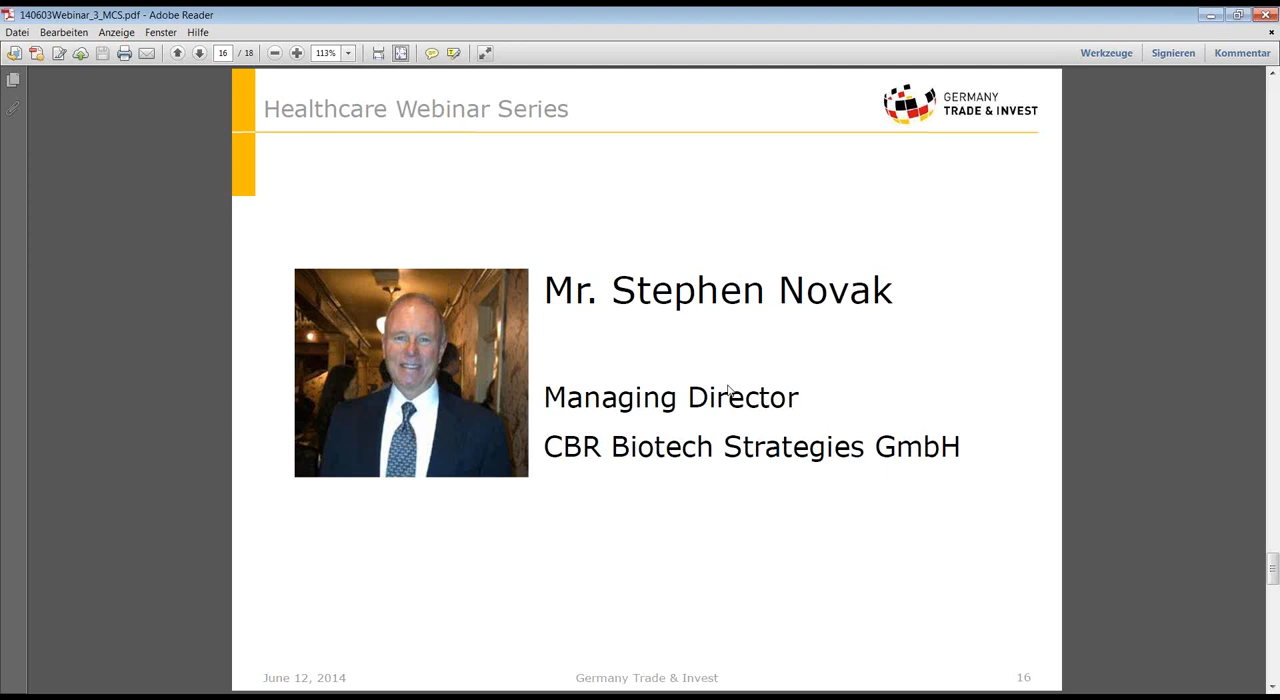 140603Webinar_3_MCS.pdf - Adobe Reader
Datei Bearbeiten Anzeige Fenster Hilfe
16 / 18 113% Werkzeuge Signieren Kommentar
Healthcare Webinar Series
GERMANY
TRADE & INVEST
Mr. Stephen Novak
Managing Director
CBR Biotech Strategies GmbH
June 12, 2014 Germany Trade & Invest 16